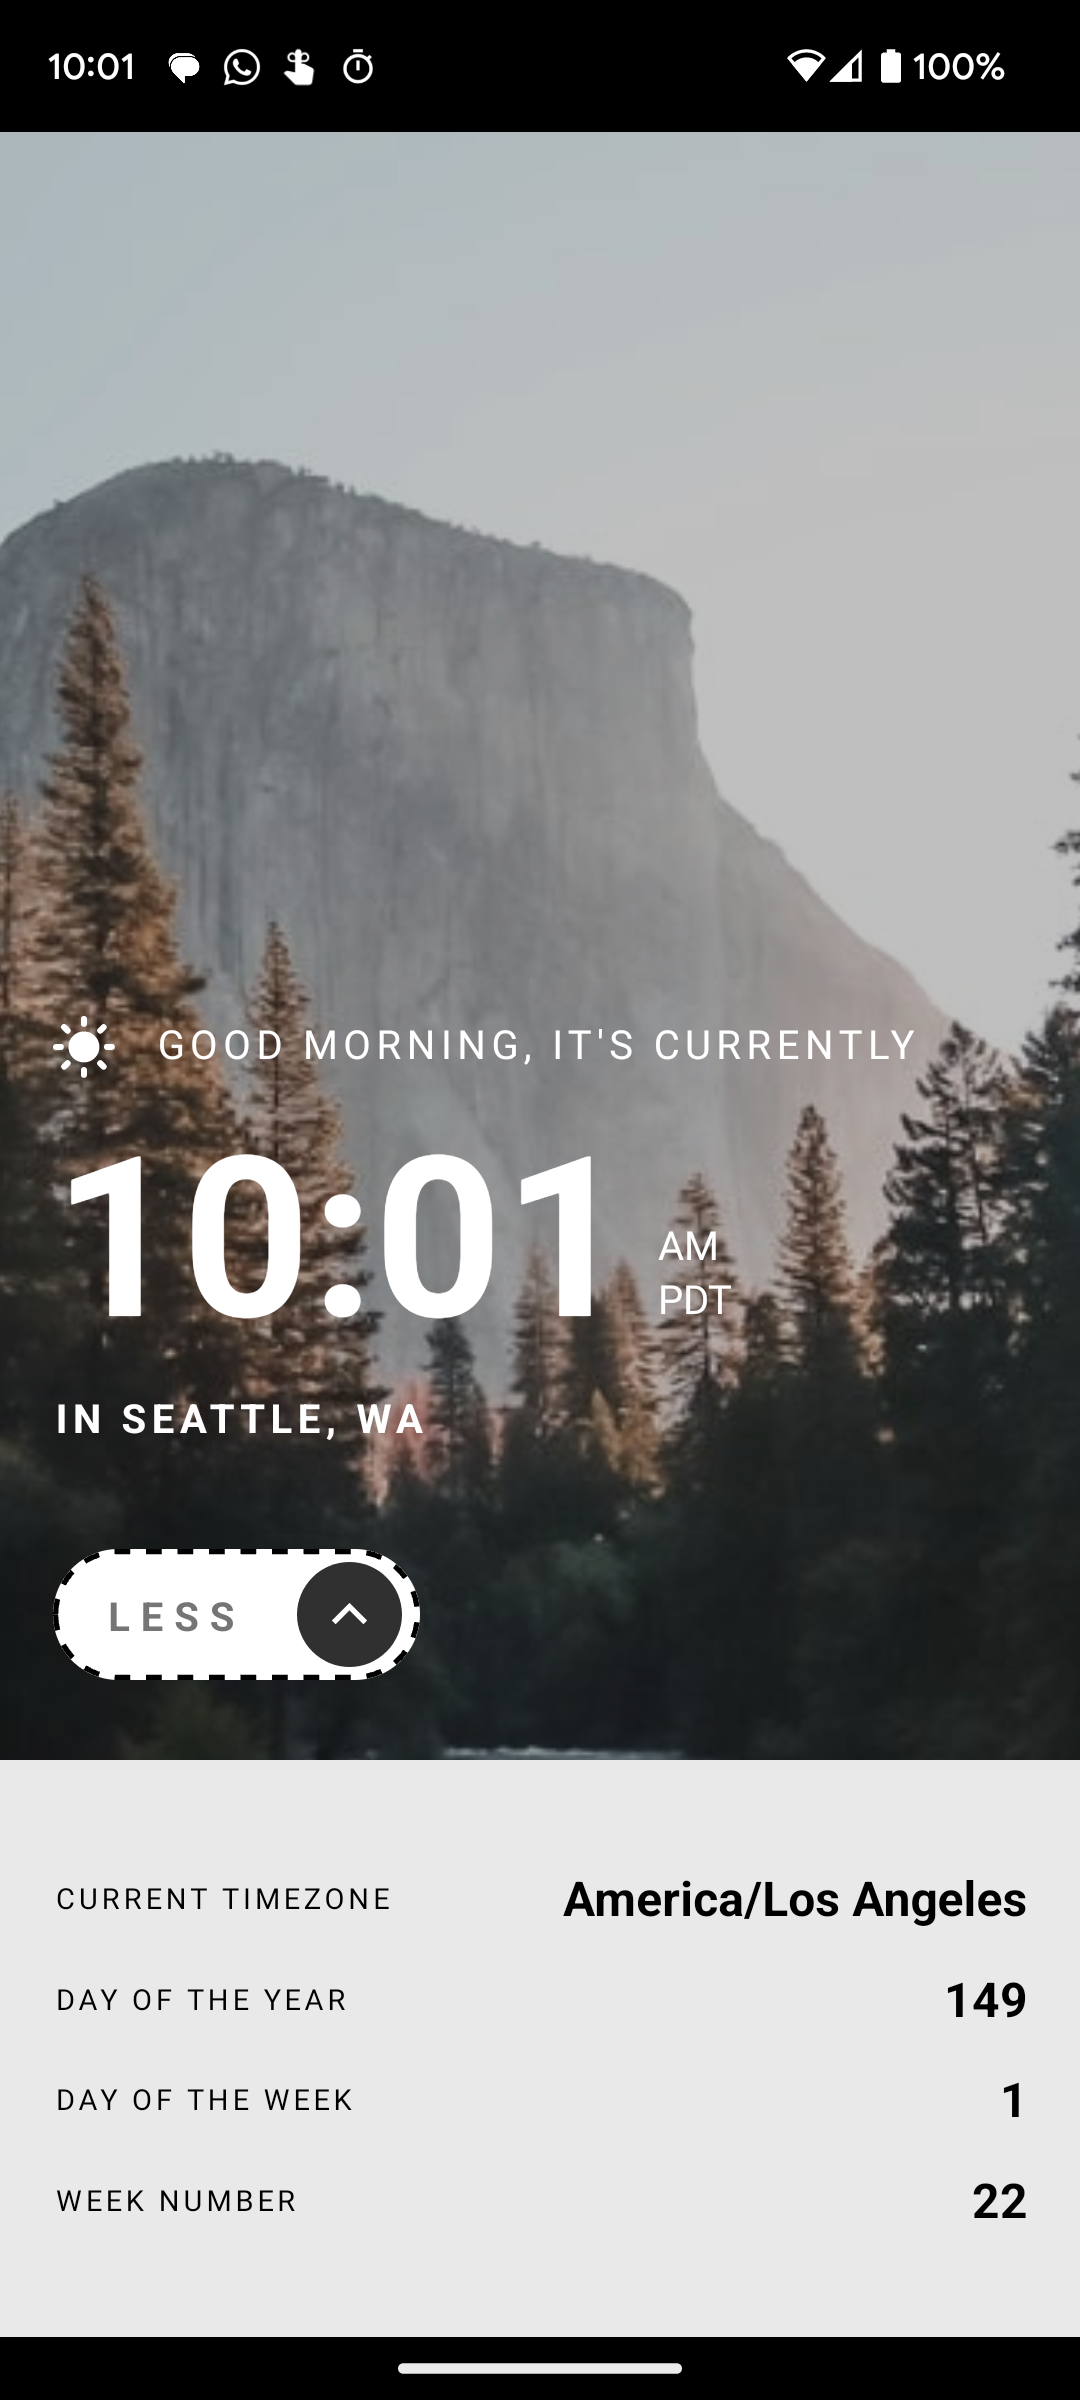 10:01 100%
GOOD MORNING, IT'S CURRENTLY
10:01 AM
PDT
IN SEATTLE, WA
LESS
CURRENT TIMEZONE America/Los Angeles
DAY OF THE YEAR 149
DAY OF THE WEEK 1
WEEK NUMBER 22